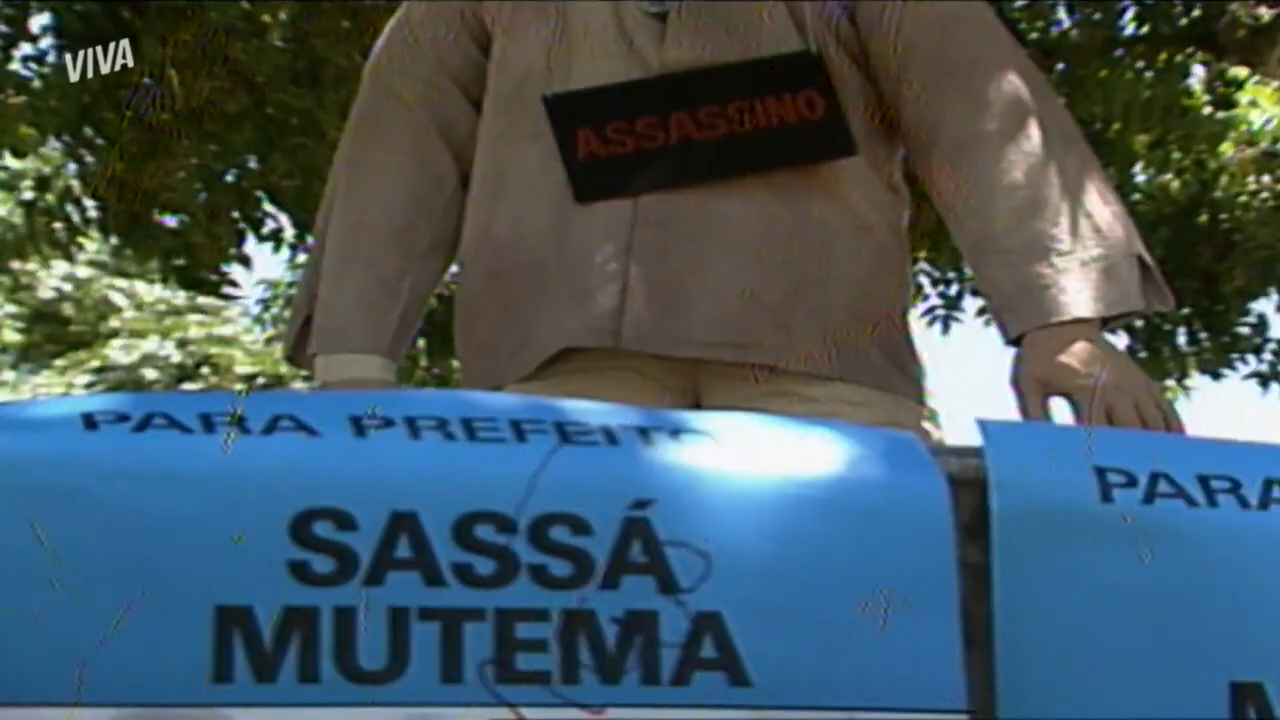 VIVA
ASSASSINO
PARA PREFEITO
SASSÁ
MUTEMA
PARA
M